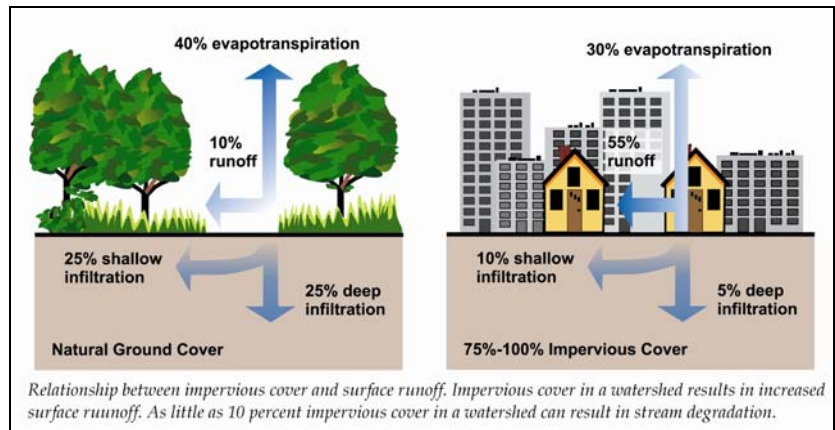 40% evapotranspiration
10%
runoff
25% shallow
infiltration
25% deep
infiltration
Natural Ground Cover
30% evapotranspiration
55%
runoff
10% shallow
infiltration
5% deep
infiltration
75%-100% Impervious Cover
Relationship between impervious cover and surface runoff. Impervious cover in a watershed results in increased
surface ruunoff. As little as 10 percent impervious cover in a watershed can result in stream degradation.